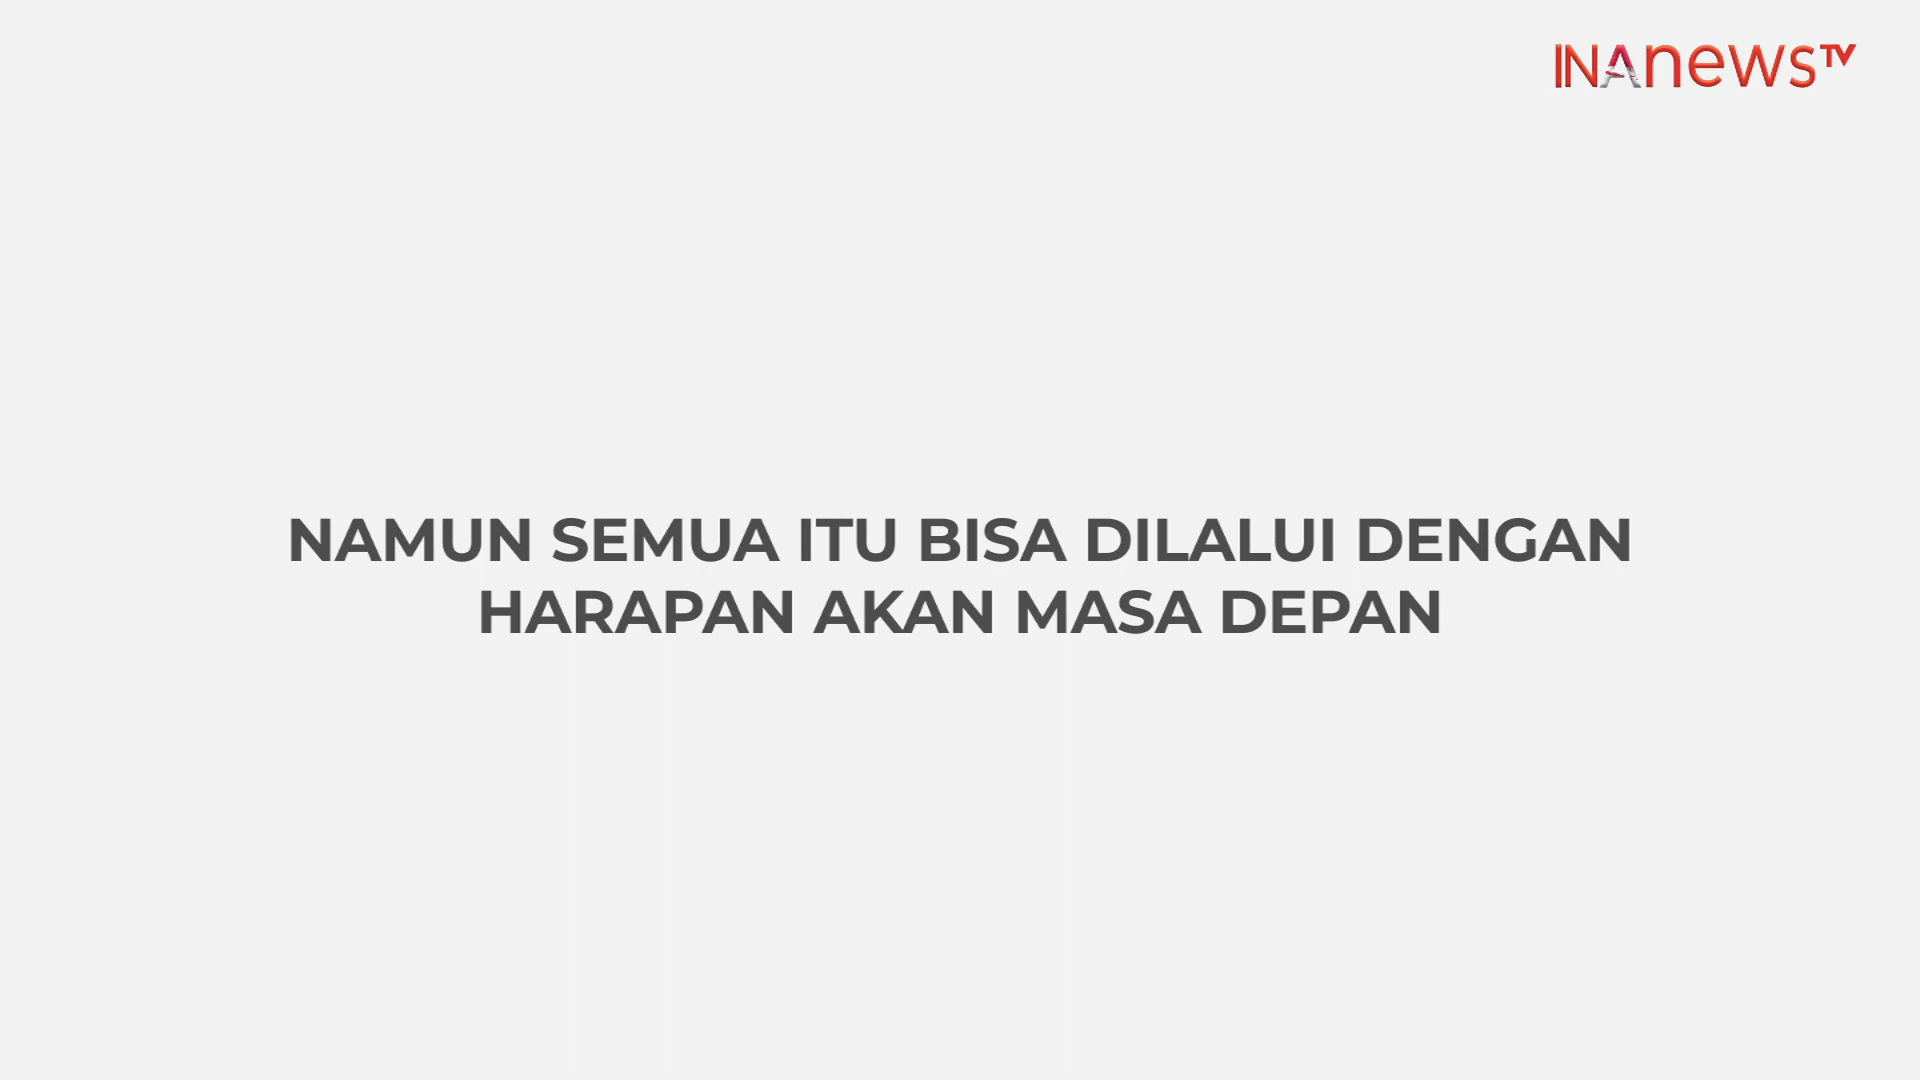 INAnewsTV
NAMUN SEMUA ITU BISA DILALUI DENGAN
HARAPAN AKAN MASA DEPAN